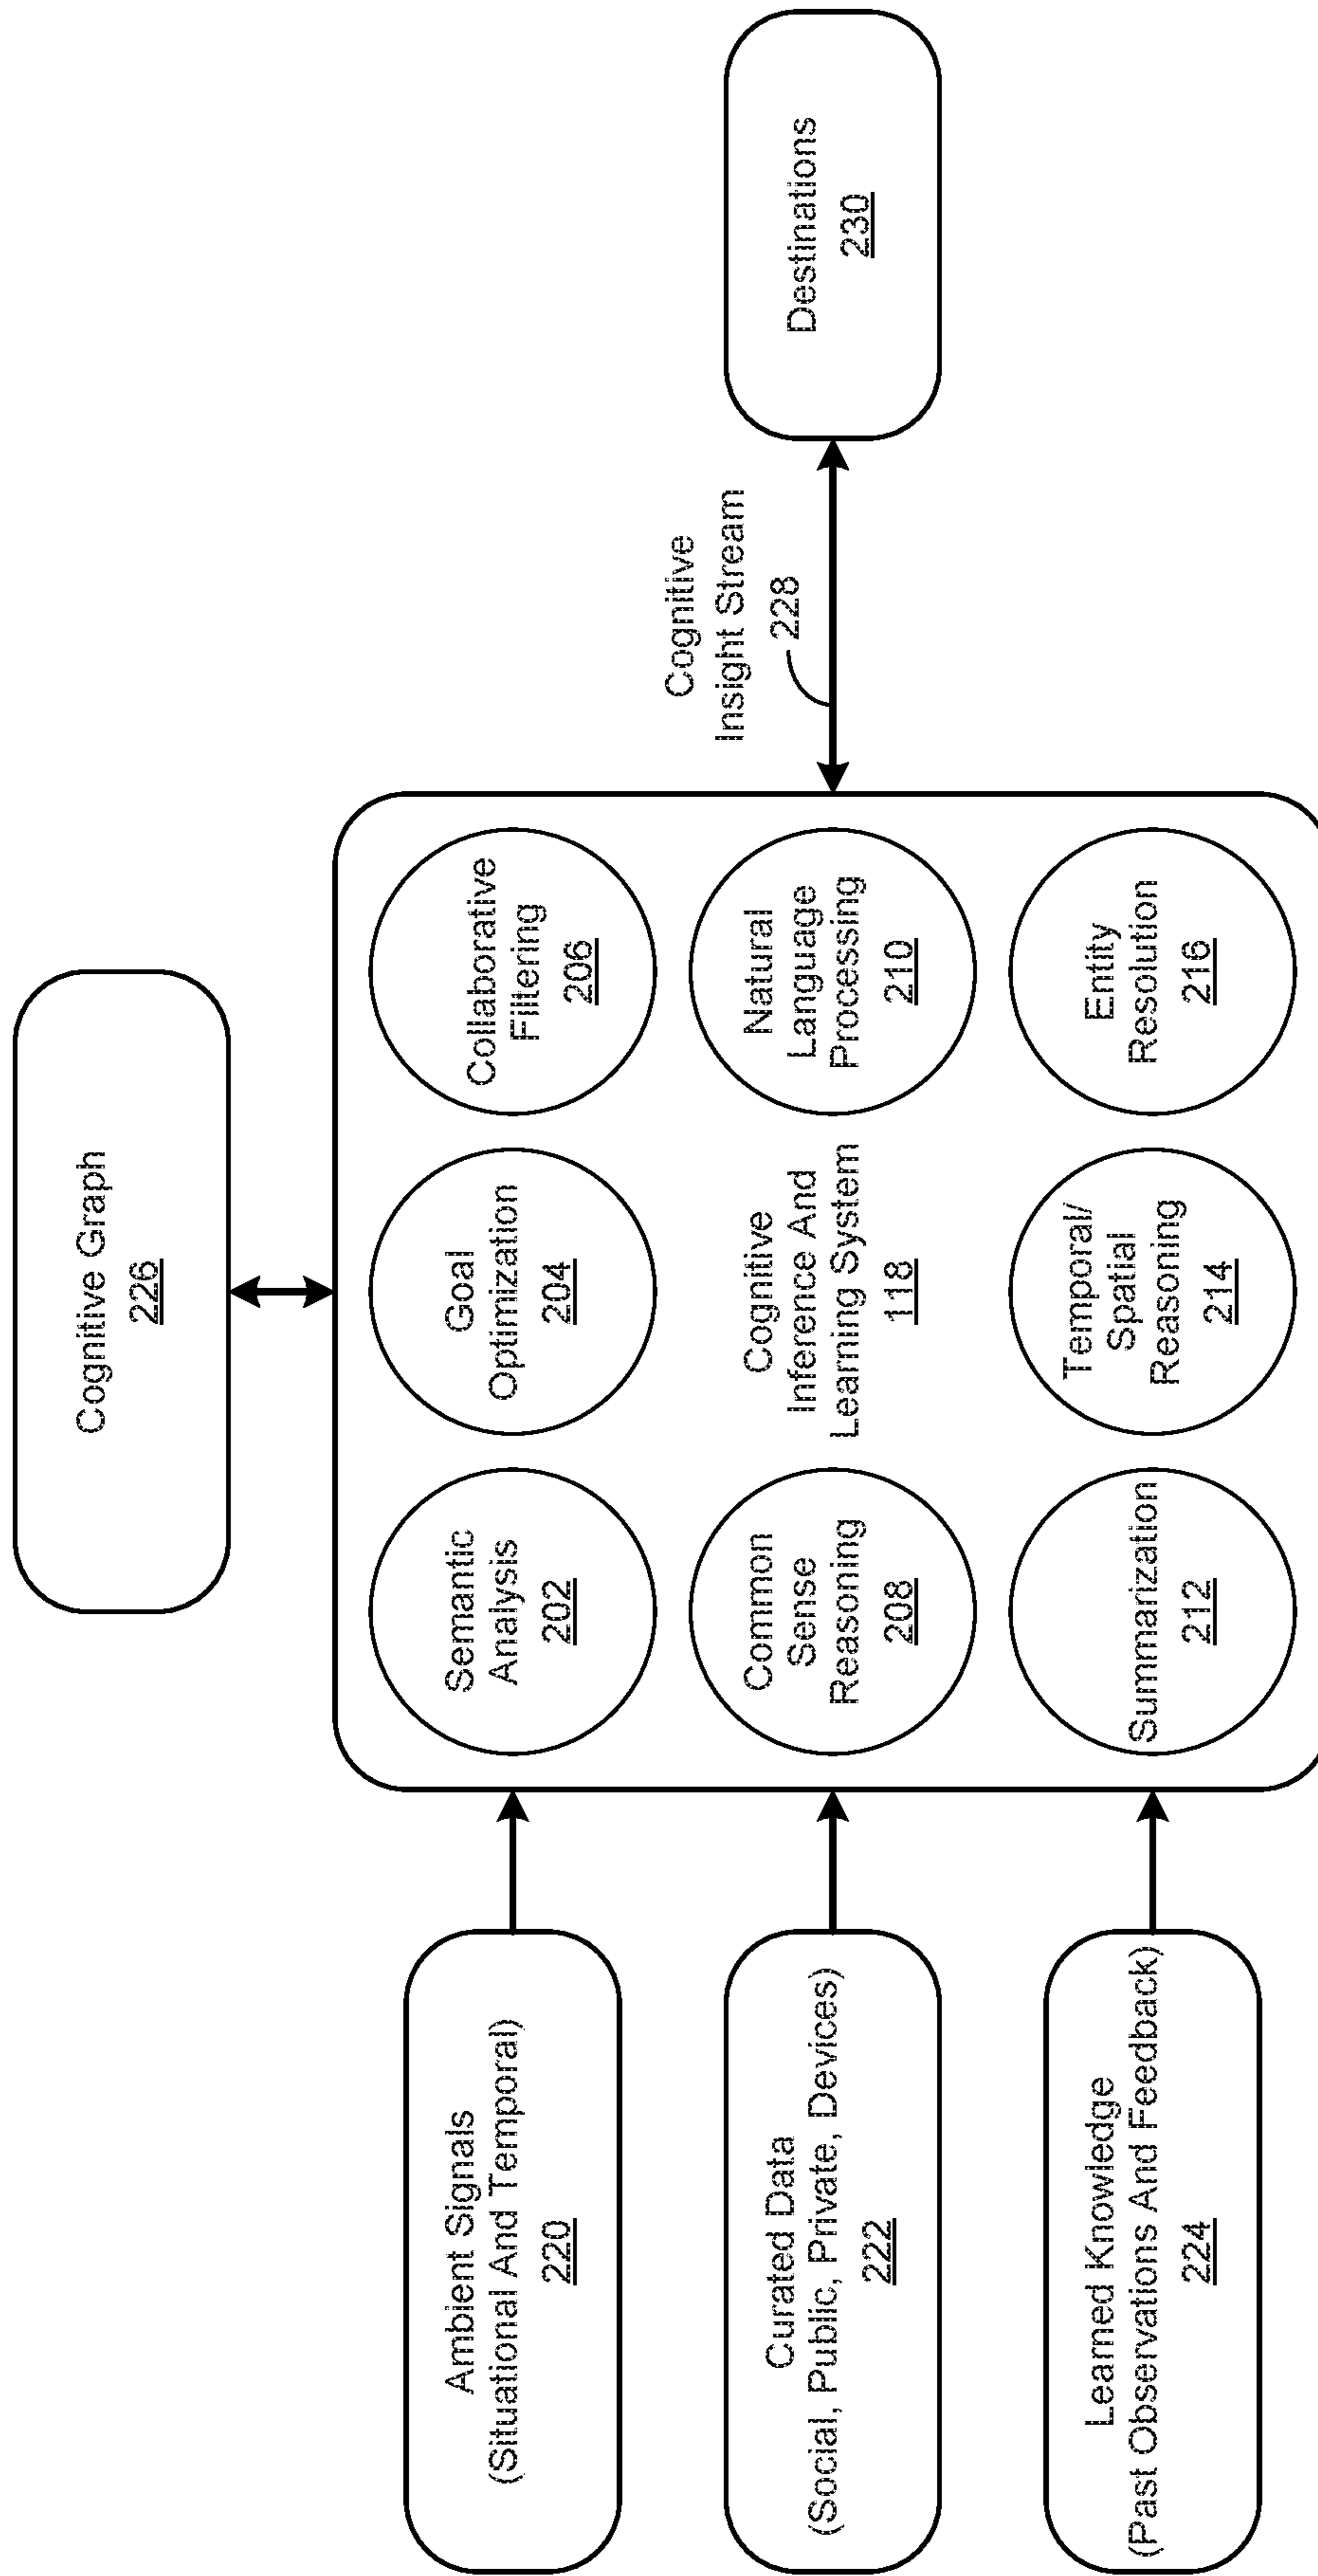 Cognitive Graph
226
Ambient Signals
(Situational And Temporal)
220
Curated Data
(Social, Public, Private, Devices)
222
Learned Knowledge
(Past Observations And Feedback)
224
Semantic
Analysis
202
Goal
Optimization
204
Collaborative
Filtering
206
Common
Sense
Reasoning
208
Cognitive
Inference And
Learning System
118
Natural
Language
Processing
210
Summarization
212
Temporal/
Spatial
Reasoning
214
Entity
Resolution
216
Cognitive
Insight Stream
228
Destinations
230